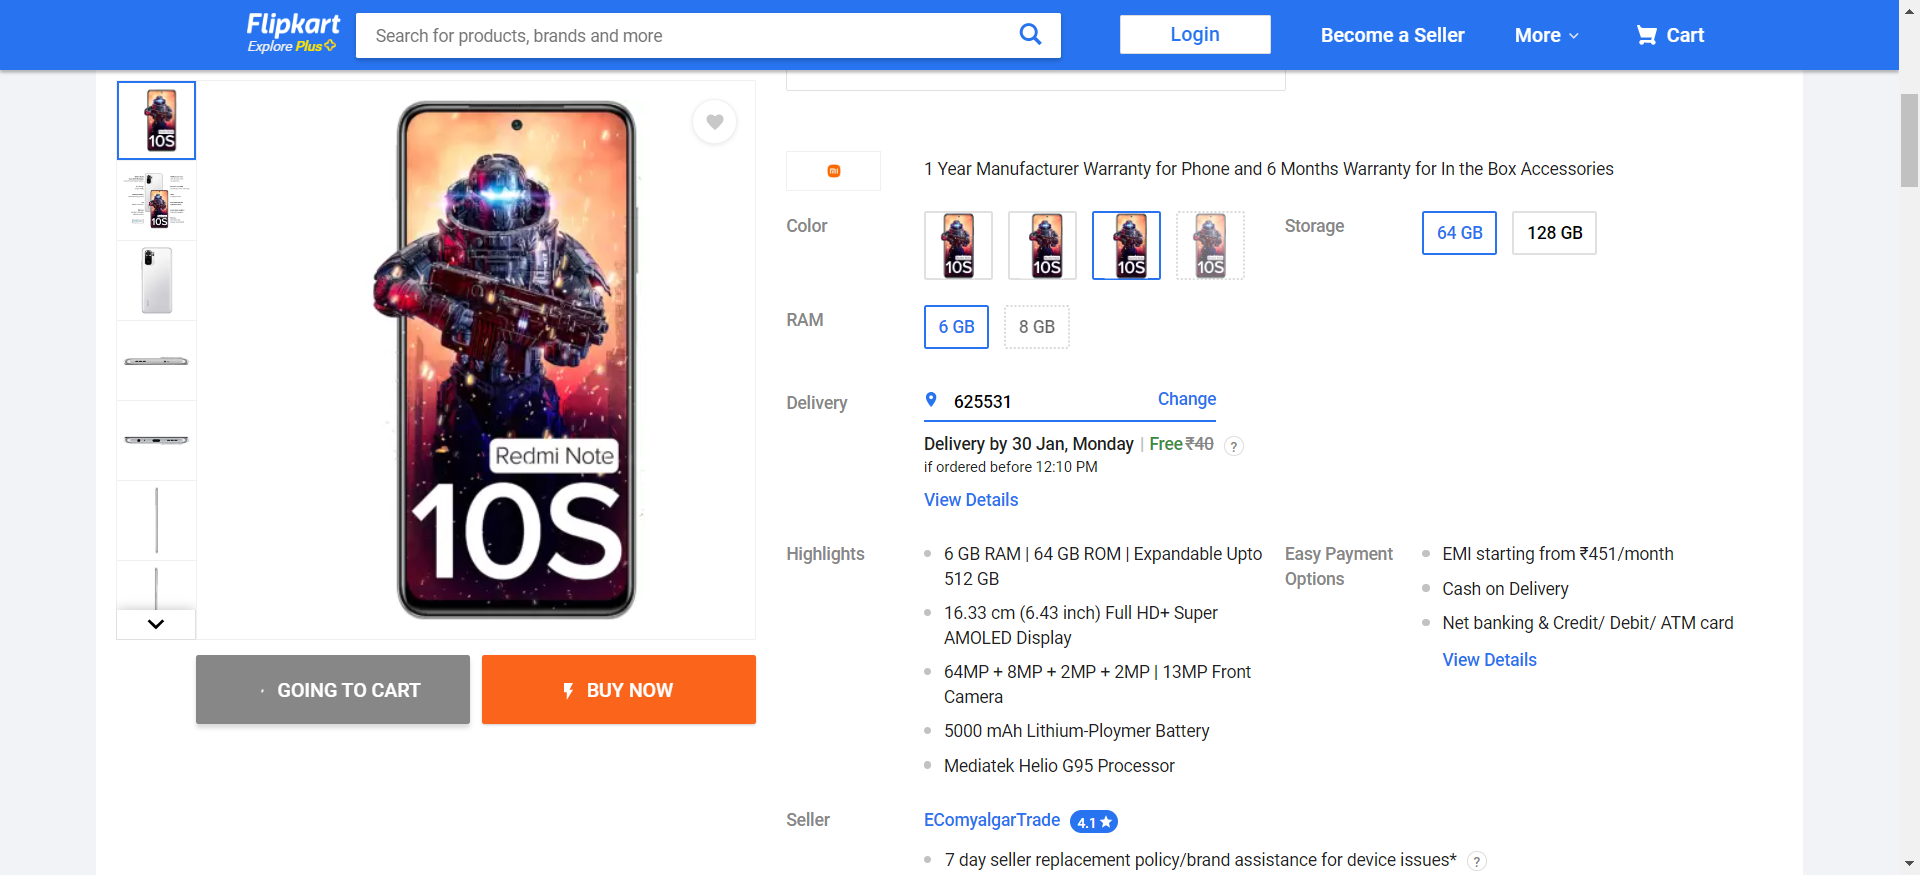 Flipkart
Explore Plus
Search for products, brands and more
Login
Become a Seller
More
Cart
10S
10S
Redmi Note
10S
GOING TO CART
BUY NOW
mi
1 Year Manufacturer Warranty for Phone and 6 Months Warranty for In the Box Accessories
Color
10S
10S
10S
10S
Storage
64 GB
128 GB
RAM
6 GB
8 GB
Delivery
625531
Change
Delivery by 30 Jan, Monday | Free ₹40 ?
if ordered before 12:10 PM
View Details
Highlights
6 GB RAM | 64 GB ROM | Expandable Upto
512 GB
16.33 cm (6.43 inch) Full HD+ Super
AMOLED Display
64MP + 8MP + 2MP + 2MP | 13MP Front
Camera
5000 mAh Lithium-Ploymer Battery
Mediatek Helio G95 Processor
Easy Payment
Options
EMI starting from ₹451/month
Cash on Delivery
Net banking & Credit/ Debit/ ATM card
View Details
Seller
EComyalgarTrade 4.1
7 day seller replacement policy/brand assistance for device issues* ?